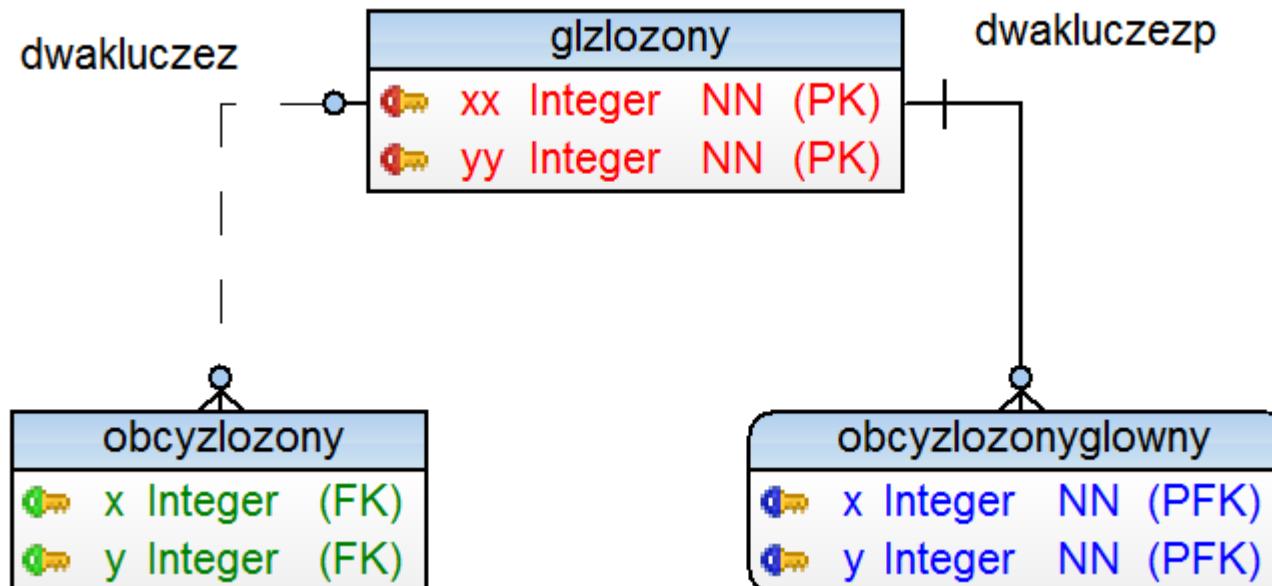 glzlozony
dwakluczez
dwakluczezp
xx Integer NN (PK)
yy Integer NN (PK)
obcyzlozony
x Integer (FK)
y Integer (FK)
obcyzlozonyglowny
x Integer NN (PFK)
y Integer NN (PFK)